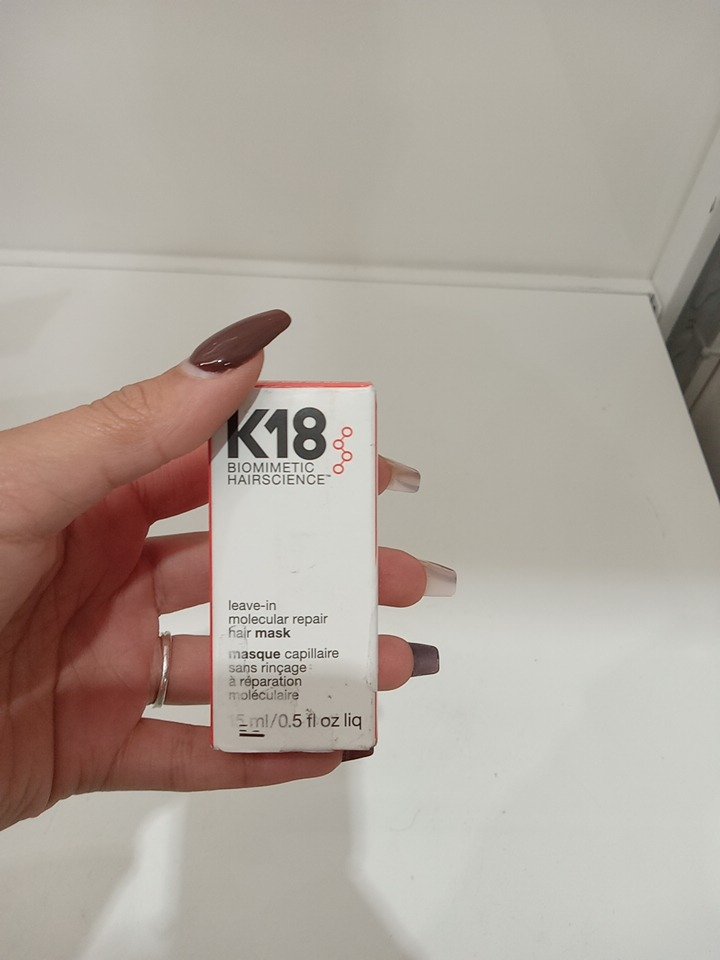 K18
BIOMIMETIC
HAIRSCIENCE™
leave-in
molecular repair
hair mask
masque capillaire
sans rinçage
à réparation
moléculaire
15 ml/0.5 fl oz liq